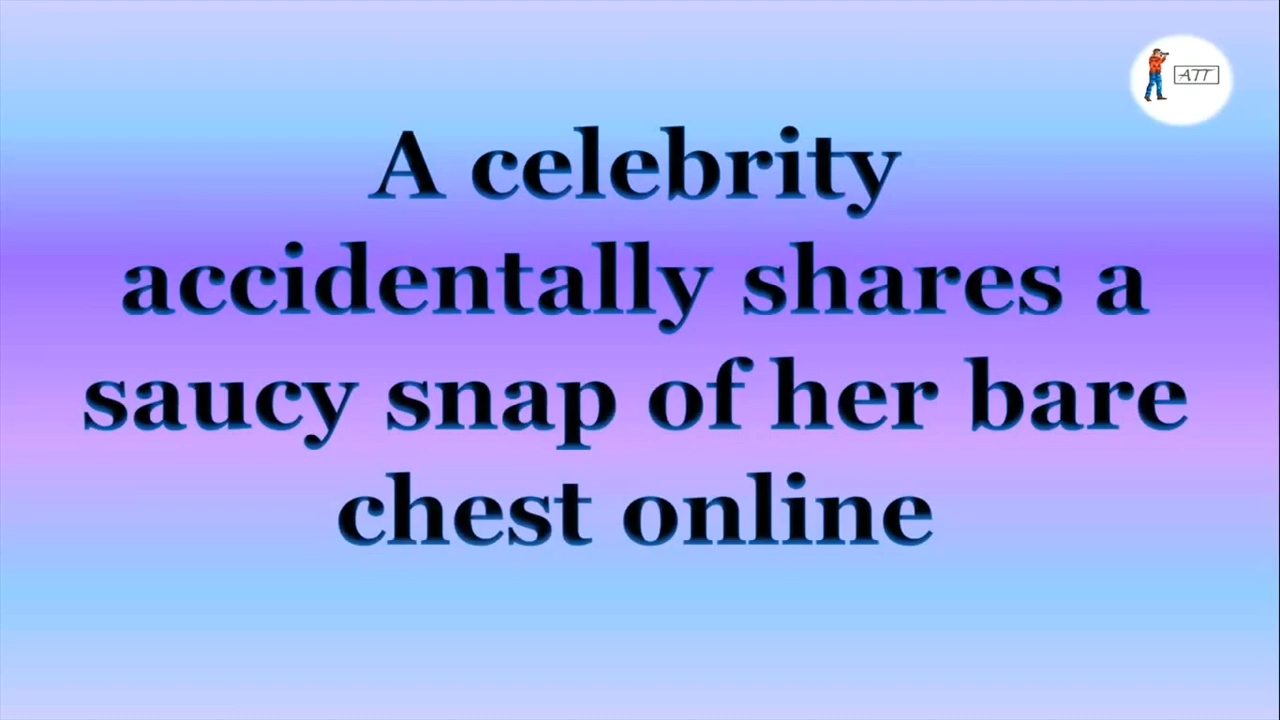 ATT
A celebrity
accidentally shares a
saucy snap of her bare
chest online